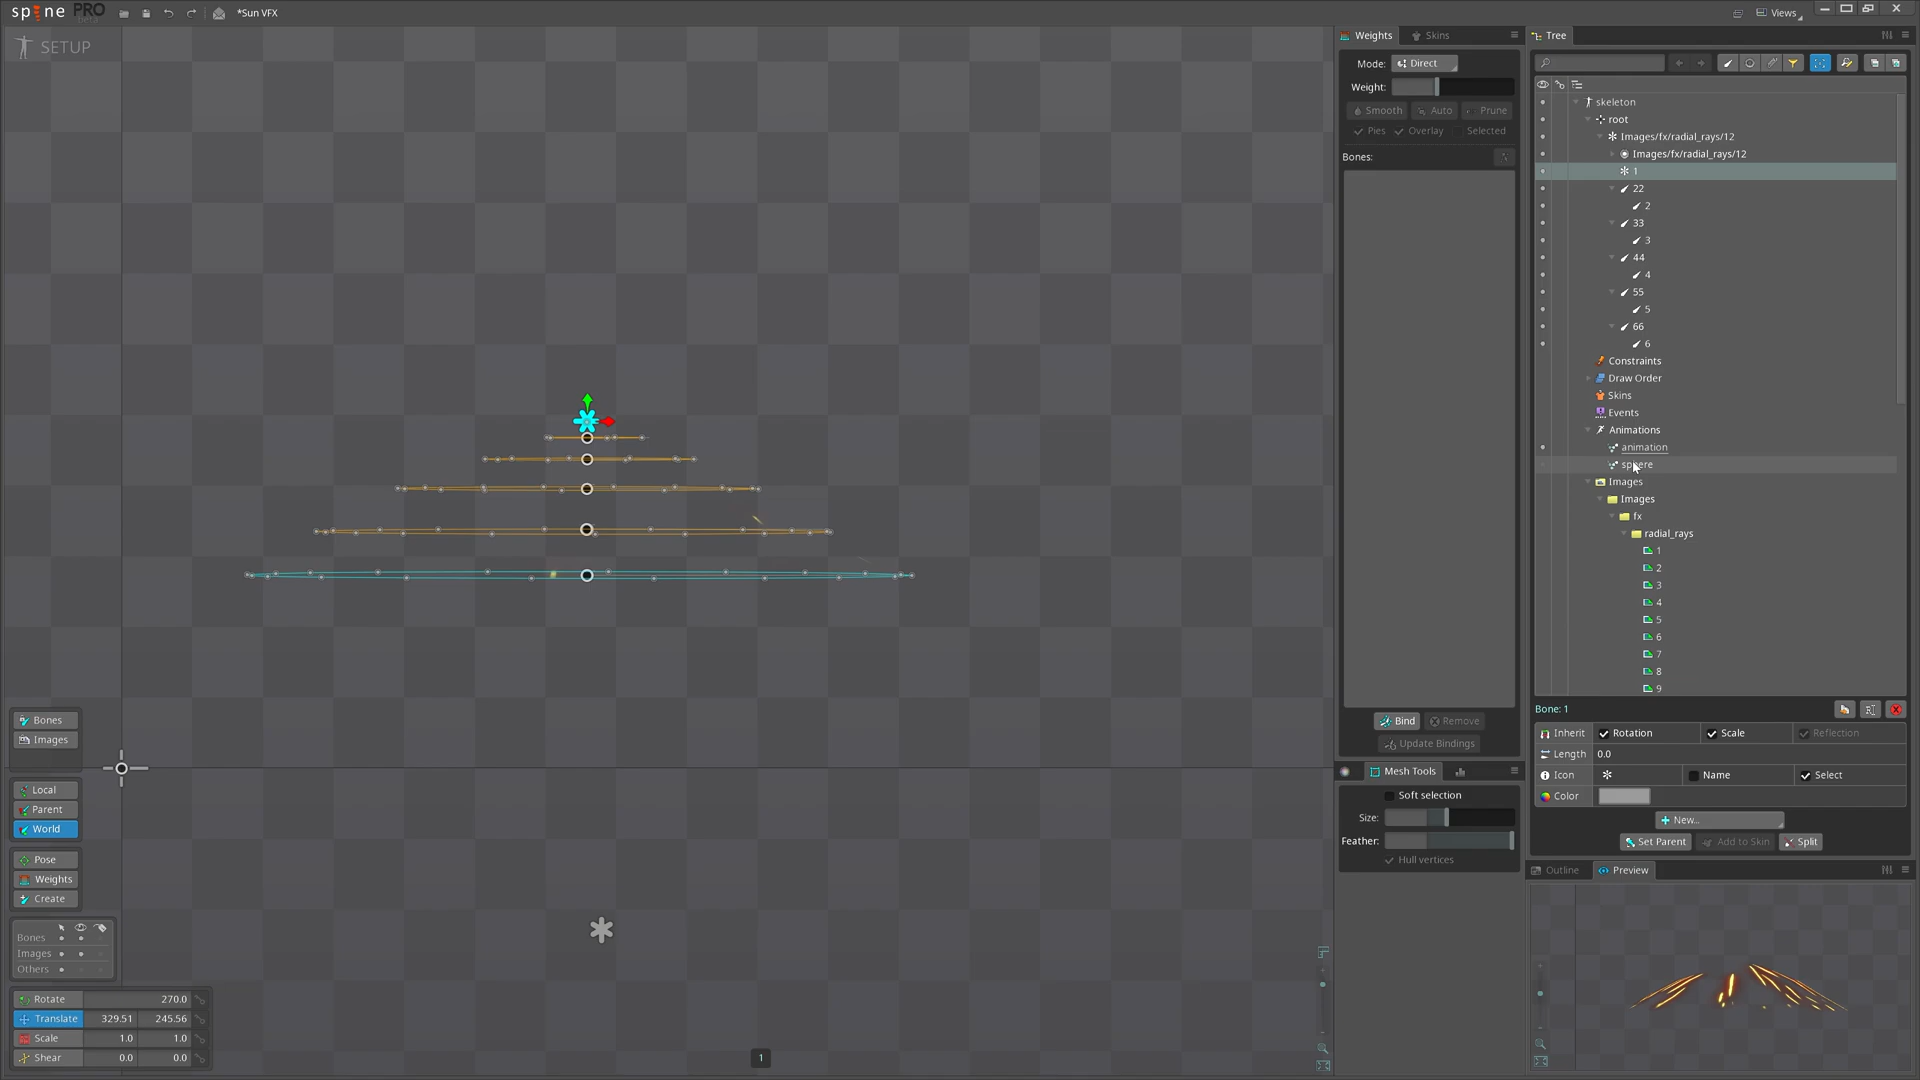 spine PRO
beta
*Sun VFX
Views
SETUP
Weights
Skins
Mode:
Direct
Weight:
Smooth
Auto
Prune
Pies
Overlay
Selected
Bones:
Bind
Remove
Update Bindings
Mesh Tools
Soft selection
Size:
Feather:
Hull vertices
Tree
skeleton
root
Images/fx/radial_rays/12
Images/fx/radial_rays/12
1
22
2
33
3
44
4
55
5
66
6
Constraints
Draw Order
Skins
Events
Animations
animation
sphere
Images
Images
fx
radial_rays
1
2
3
4
5
6
7
8
9
Bone: 1
Inherit
Rotation
Scale
Reflection
Length
0.0
Icon
Name
Select
Color
New...
Set Parent
Add to Skin
Split
Outline
Preview
Bones
Images
Local
Parent
World
Pose
Weights
Create
Bones
Images
Others
Rotate 270.0
Translate 329.51 245.56
Scale 1.0 1.0
Shear 0.0 0.0
1